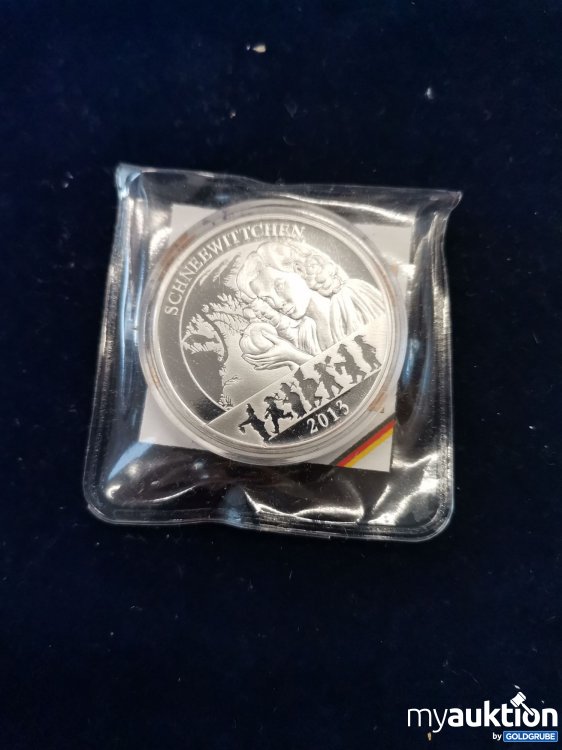 SCHNEEWITTCHEN
2013
myauktion
by GOLDGRUBE